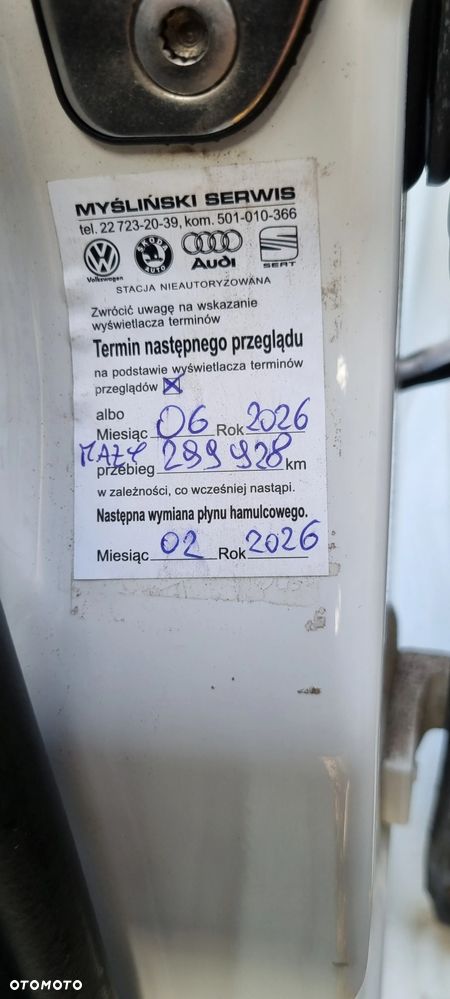 MYŚLIŃSKI SERWIS
tel. 22 723-20-39, kom. 501-010-366
Volkswagen ŠKODA AUTO Audi SEAT
STACJA NIEAUTORYZOWANA
Zwrócić uwagę na wskazanie
wyświetlacza terminów
Termin następnego przeglądu
na podstawie wyświetlacza terminów
przeglądów
albo
Miesiąc 06 Rok 2026
przebieg 299 928 km
w zależności, co wcześniej nastąpi.
Następna wymiana płynu hamulcowego.
Miesiąc 02 Rok 2026
OTOMOTO